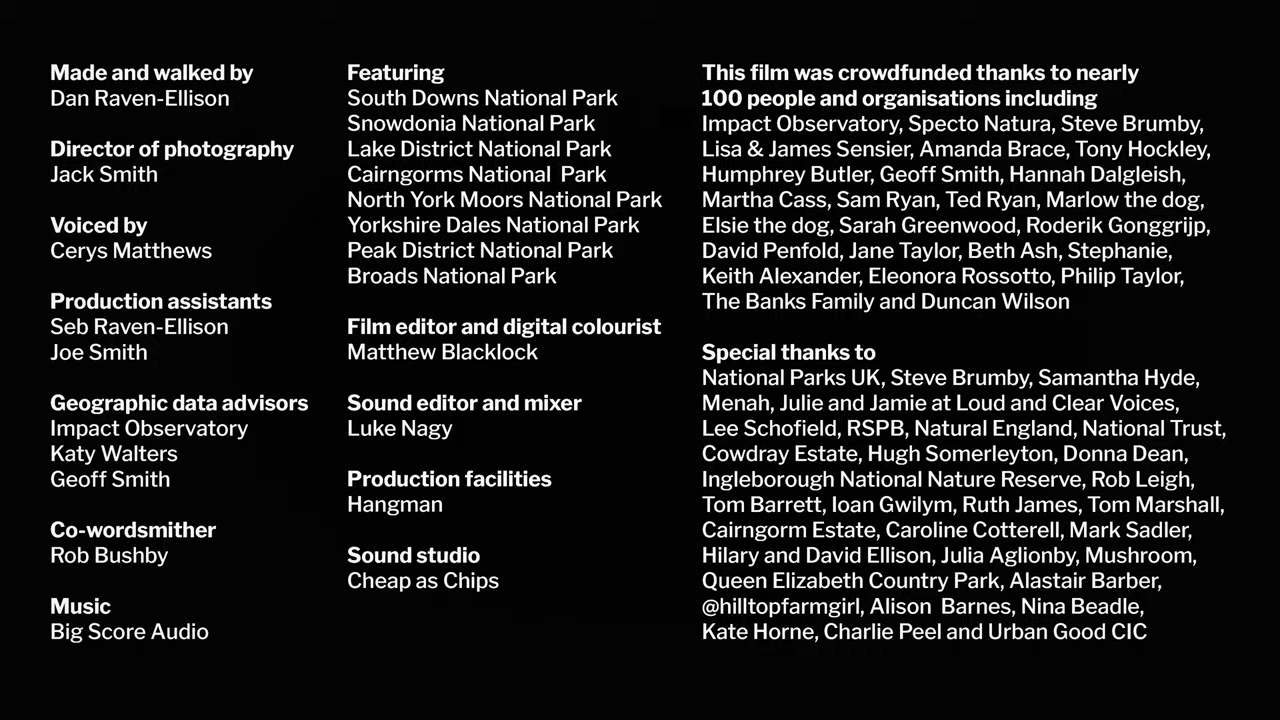 Made and walked by
Dan Raven-Ellison
Director of photography
Jack Smith
Voiced by
Cerys Matthews
Production assistants
Seb Raven-Ellison
Joe Smith
Geographic data advisors
Impact Observatory
Katy Walters
Geoff Smith
Co-wordsmither
Rob Bushby
Music
Big Score Audio
Featuring
South Downs National Park
Snowdonia National Park
Lake District National Park
Cairngorms National  Park
North York Moors National Park
Yorkshire Dales National Park
Peak District National Park
Broads National Park
Film editor and digital colourist
Matthew Blacklock
Sound editor and mixer
Luke Nagy
Production facilities
Hangman
Sound studio
Cheap as Chips
This film was crowdfunded thanks to nearly
100 people and organisations including
Impact Observatory, Specto Natura, Steve Brumby,
Lisa & James Sensier, Amanda Brace, Tony Hockley,
Humphrey Butler, Geoff Smith, Hannah Dalgleish,
Martha Cass, Sam Ryan, Ted Ryan, Marlow the dog,
Elsie the dog, Sarah Greenwood, Roderik Gonggrijp,
David Penfold, Jane Taylor, Beth Ash, Stephanie,
Keith Alexander, Eleonora Rossotto, Philip Taylor,
The Banks Family and Duncan Wilson
Special thanks to
National Parks UK, Steve Brumby, Samantha Hyde,
Menah, Julie and Jamie at Loud and Clear Voices,
Lee Schofield, RSPB, Natural England, National Trust,
Cowdray Estate, Hugh Somerleyton, Donna Dean,
Ingleborough National Nature Reserve, Rob Leigh,
Tom Barrett, Ioan Gwilym, Ruth James, Tom Marshall,
Cairngorm Estate, Caroline Cotterell, Mark Sadler,
Hilary and David Ellison, Julia Aglionby, Mushroom,
Queen Elizabeth Country Park, Alastair Barber,
@hilltopfarmgirl, Alison  Barnes, Nina Beadle,
Kate Horne, Charlie Peel and Urban Good CIC